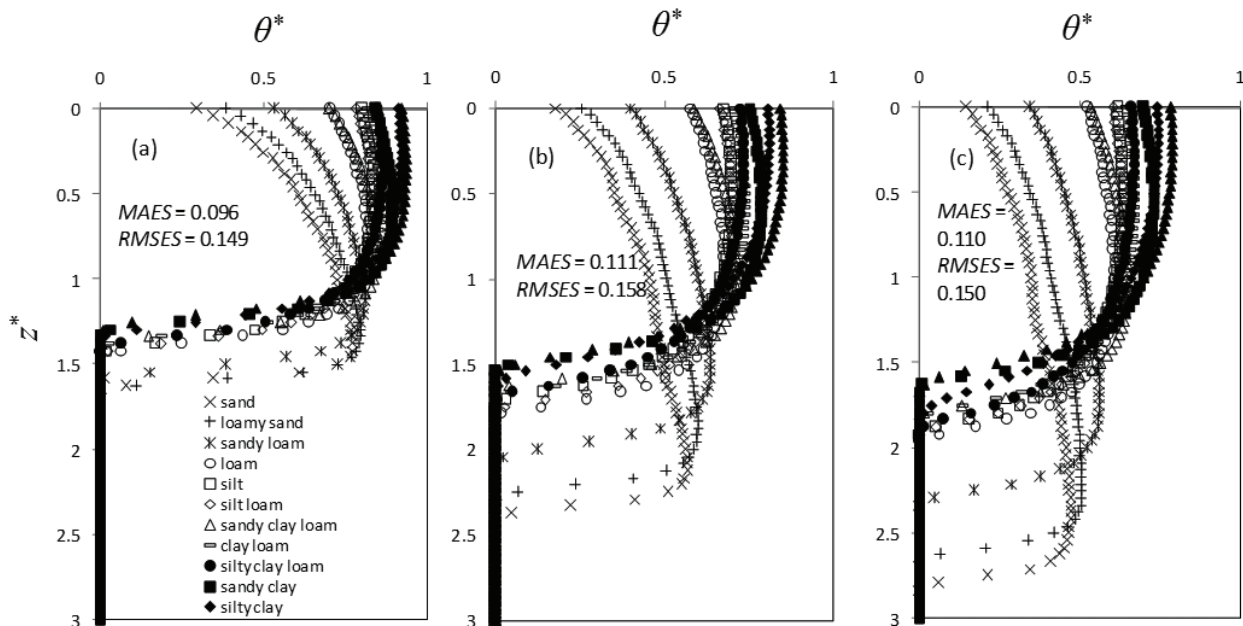 θ*
θ*
θ*
0
0.5
1
0
0.5
1
0
0.5
1
0
0.5
1
1.5
2
2.5
3
z*
(a)
MAES = 0.096
RMSES = 0.149
sand
loamy sand
sandy loam
loam
silt
silt loam
sandy clay loam
clay loam
silty clay loam
sandy clay
silty clay
0
0.5
1
1.5
2
2.5
3
(b)
MAES = 0.111
RMSES = 0.158
0
0.5
1
1.5
2
2.5
3
(c)
MAES =
0.110
RMSES =
0.150